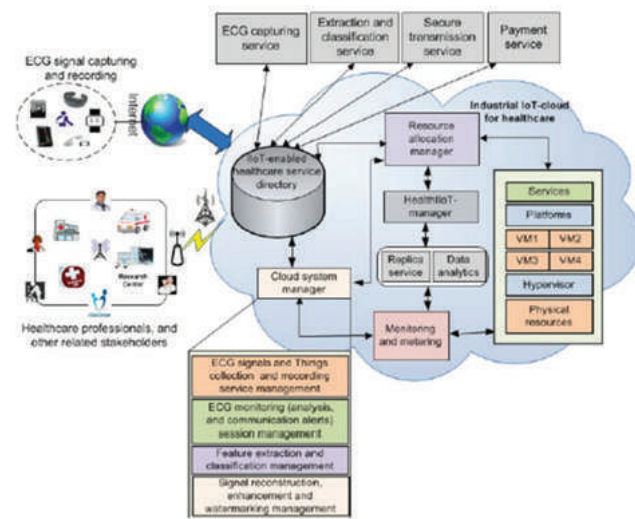 ECG capturing
service
Extraction and
classification
service
Secure
transmission
service
Payment
service
ECG signal capturing
and recording
Internet
Industrial IoT-cloud
for healthcare
Resource
allocation
manager
IIoT-enabled
healthcare service
directory
HealthIIoT-
manager
Services
Platforms
VM1
VM2
VM3
VM4
Hypervisor
Physical
resources
Replica
service
Data
analytics
Research
Center
Cloud system
manager
Monitoring
and metering
Healthcare professionals, and
other related stakeholders
ECG signals and Things
collection and recording
service management
ECG monitoring (analysis,
and communication alerts)
session management
Feature extraction and
classification management
Signal reconstruction,
enhancement and
watermarking management